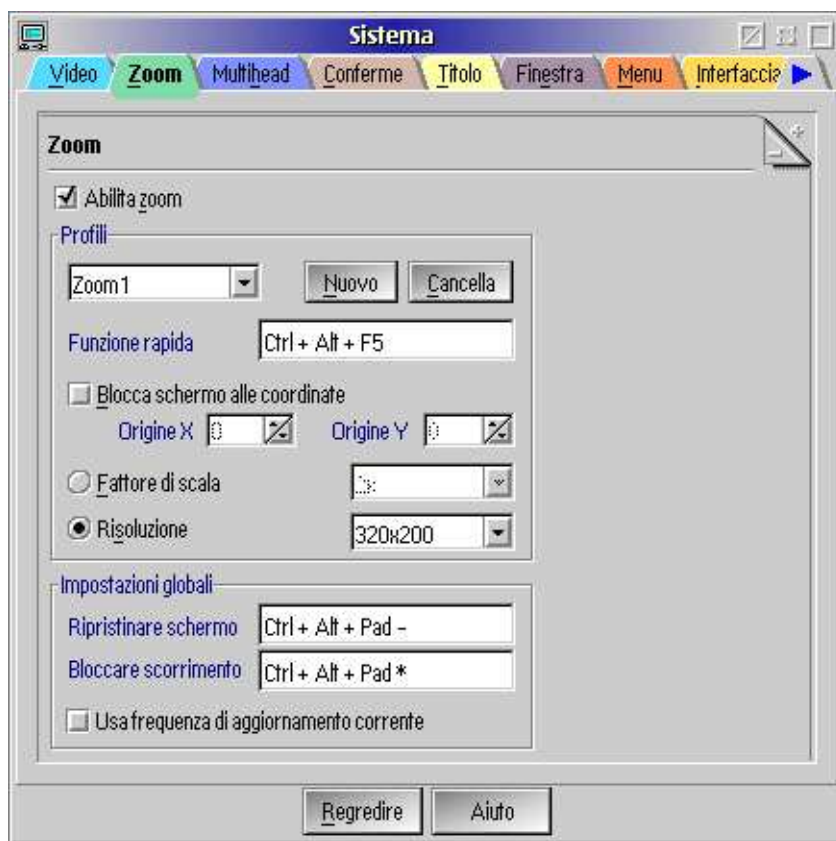 Sistema
Video Zoom Multihead Conferme Titolo Finestra Menu Interfaccia
Zoom
Abilita zoom
Profili
Zoom1 Nuovo Cancella
Funzione rapida Ctrl + Alt + F5
Blocca schermo alle coordinate
Origine X 0 Origine Y 0
Fattore di scala
Risoluzione 320x200
Impostazioni globali
Ripristinare schermo Ctrl + Alt + Pad -
Bloccare scorrimento Ctrl + Alt + Pad *
Usa frequenza di aggiornamento corrente
Regredire Aiuto